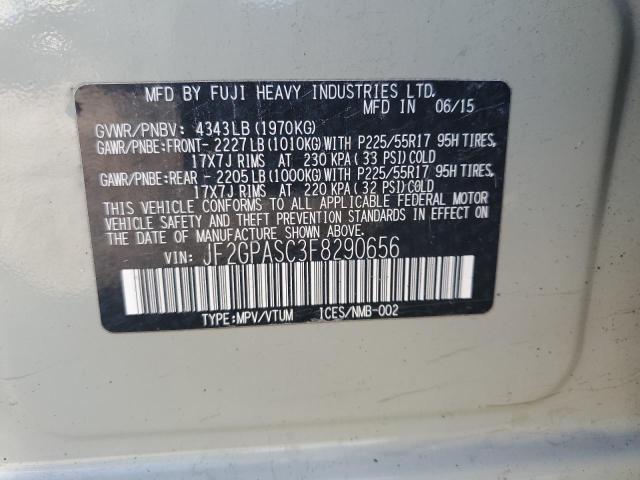 MFD BY FUJI HEAVY INDUSTRIES LTD.
MFD IN 06/15
GVWR/PNBV: 4343LB(1970KG)
GAWR/PNBE:FRONT- 2227LB(1010KG)WITH P225/55R17 95H TIRES,
17X7J RIMS AT 230 KPA(33 PSI)COLD
GAWR/PNBE:REAR - 2205LB(1000KG)WITH P225/55R17 95H TIRES,
17X7J RIMS AT 220 KPA(32 PSI)COLD
THIS VEHICLE CONFORMS TO ALL APPLICABLE FEDERAL MOTOR
VEHICLE SAFETY AND THEFT PREVENTION STANDARDS IN EFFECT ON
THE DATE OF MANUFACTURE SHOWN ABOVE.
VIN: JF2GPASC3F8290656
TYPE:MPV/VTUM ICES/NMB-002